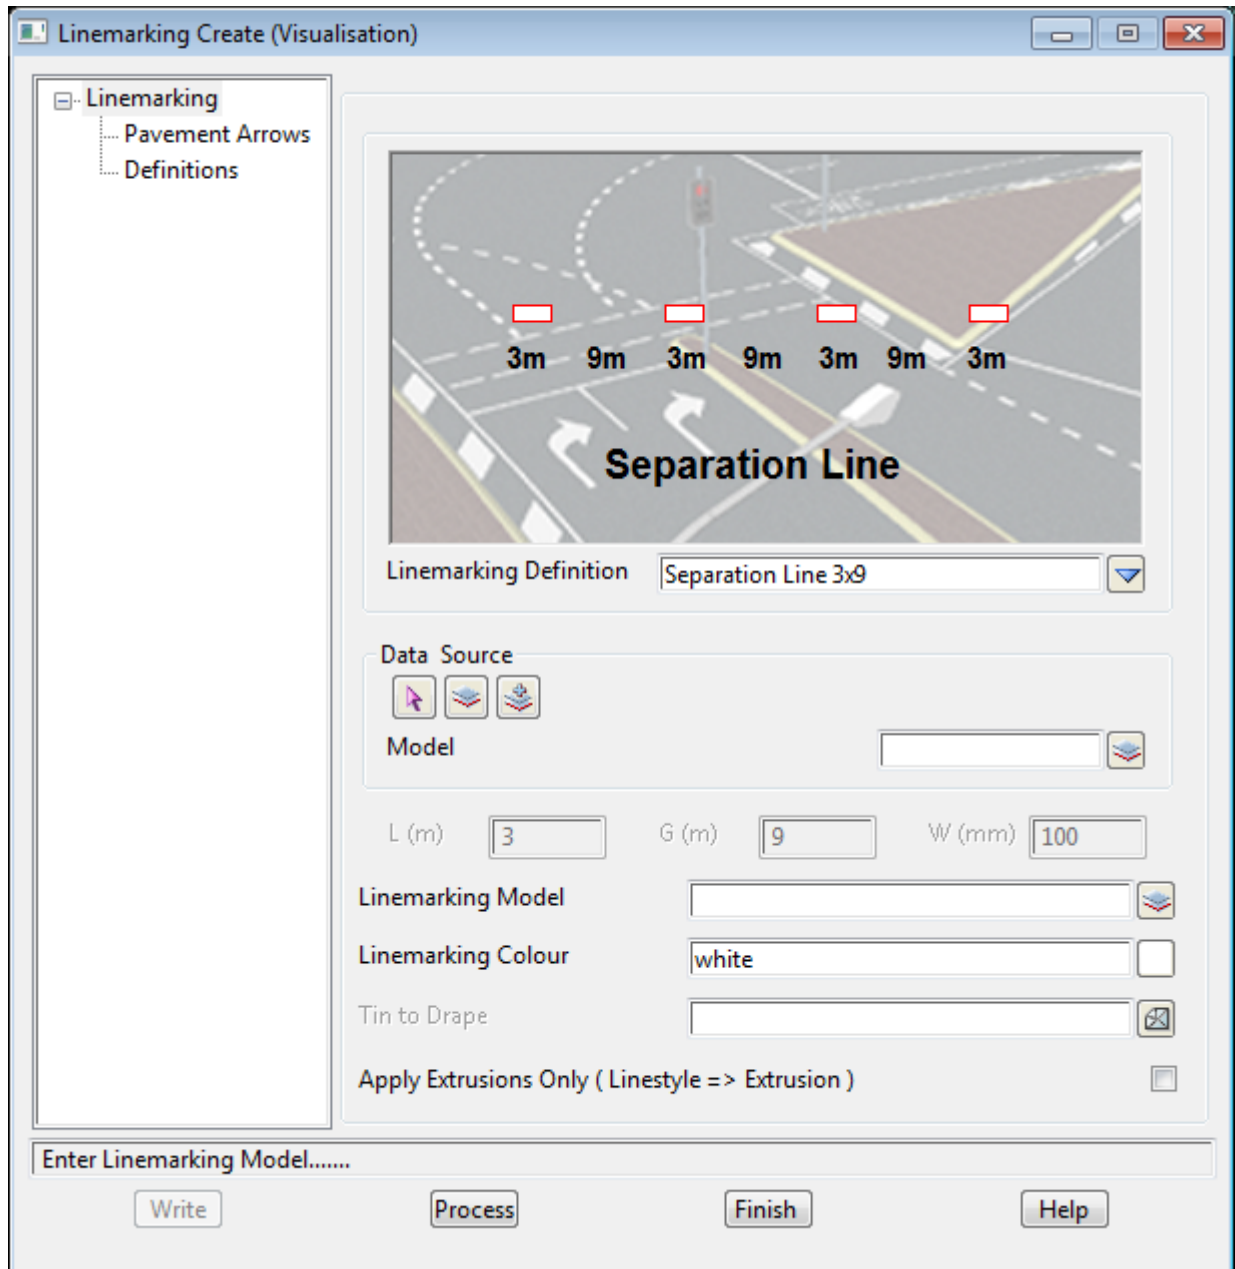 Linemarking Create (Visualisation)
Linemarking
Pavement Arrows
Definitions
3m 9m 3m 9m 3m 9m 3m
Separation Line
Linemarking Definition Separation Line 3x9
Data Source
Model
L (m) 3 G (m) 9 W (mm) 100
Linemarking Model
Linemarking Colour white
Tin to Drape
Apply Extrusions Only ( Linestyle => Extrusion )
Enter Linemarking Model.......
Write Process Finish Help